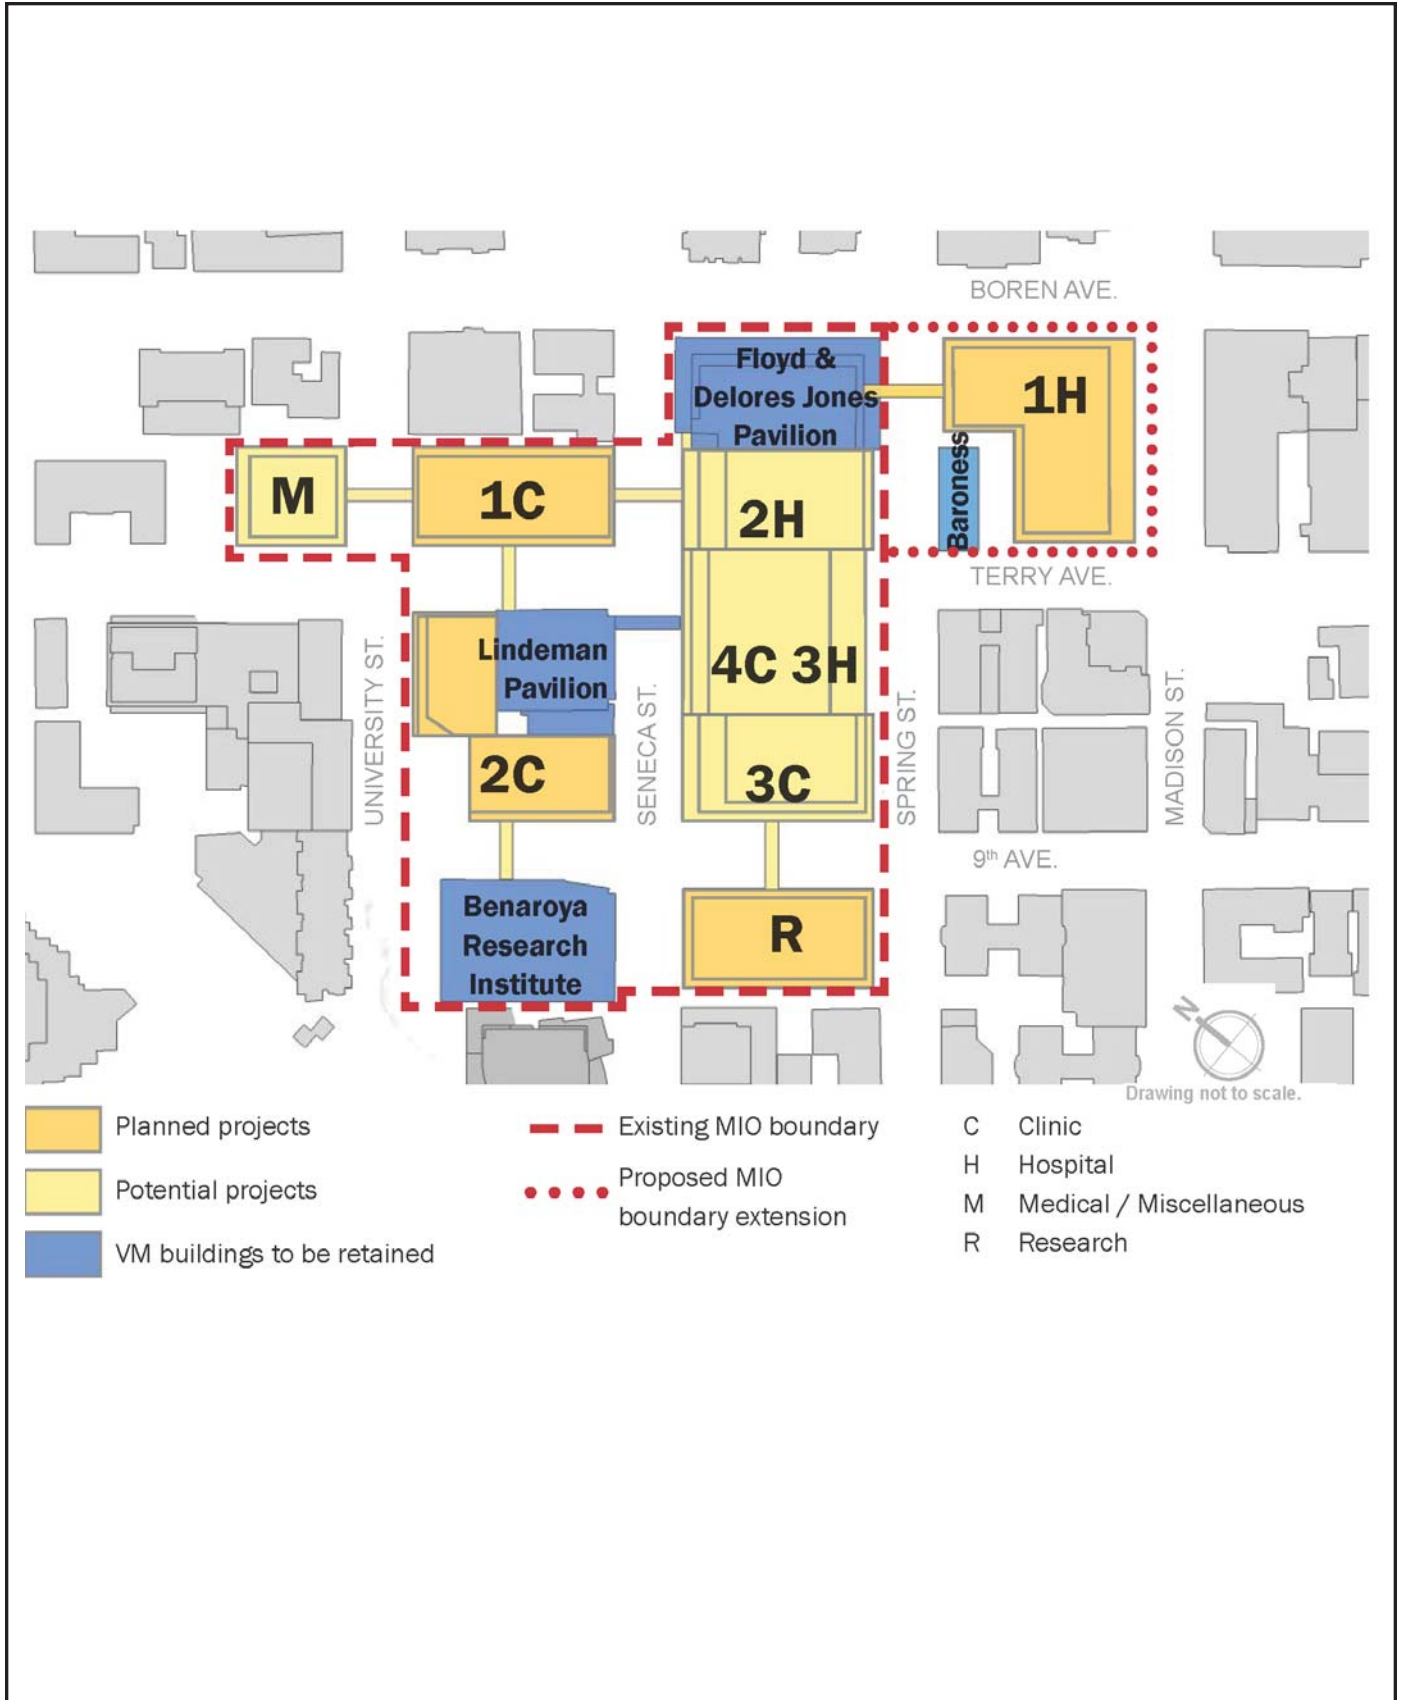 BOREN AVE.
Floyd &
Delores Jones
Pavilion
1H
M
1C
2H
Baroness
TERRY AVE.
UNIVERSITY ST.
Lindeman
Pavilion
SENECA ST.
4C 3H
SPRING ST.
MADISON ST.
2C
3C
9th AVE.
Benaroya
Research
Institute
R
N
Drawing not to scale.
Planned projects
Potential projects
VM buildings to be retained
Existing MIO boundary
Proposed MIO
boundary extension
C Clinic
H Hospital
M Medical / Miscellaneous
R Research